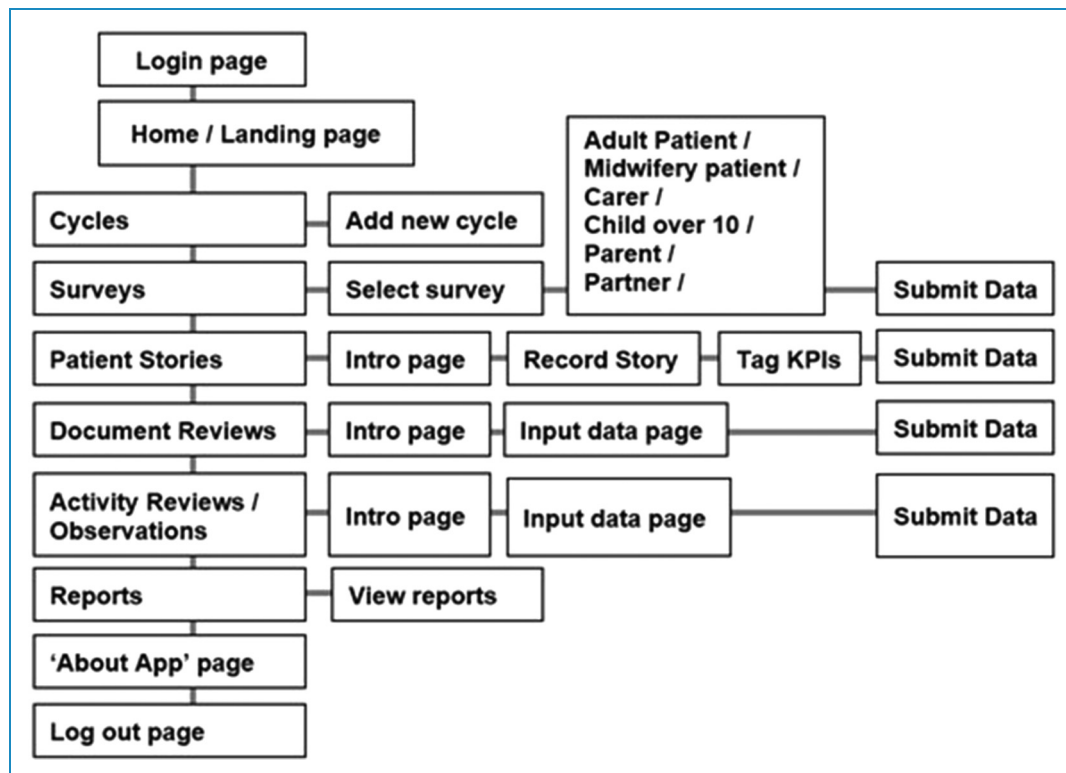 Login page
Home / Landing page
Cycles
Add new cycle
Adult Patient /
Midwifery patient /
Carer /
Child over 10 /
Parent /
Partner /
Surveys
Select survey
Submit Data
Patient Stories
Intro page
Record Story
Tag KPIs
Submit Data
Document Reviews
Intro page
Input data page
Submit Data
Activity Reviews /
Observations
Intro page
Input data page
Submit Data
Reports
View reports
‘About App’ page
Log out page